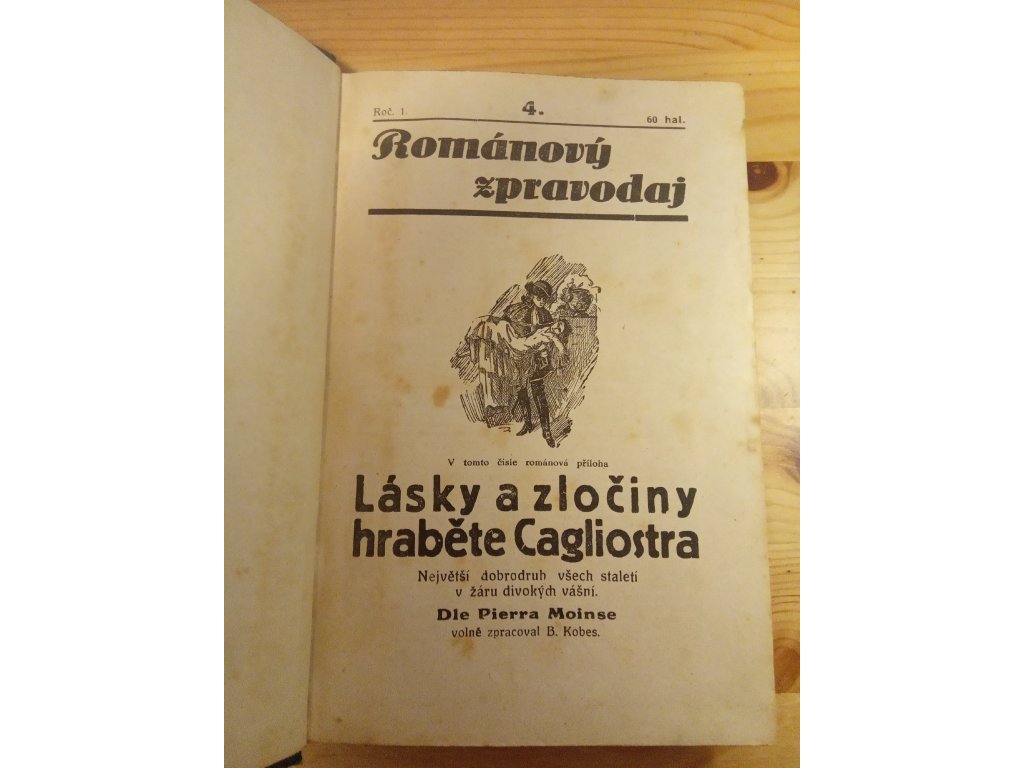 Roč. 1.
4.
60 hal.
Románový
zpravodaj
V tomto čísle románová příloha
Lásky a zločiny
hraběte Cagliostra
Největší dobrodruh všech staletí
v žáru divokých vášní.
Dle Pierra Moinse
volně zpracoval B. Kobes.